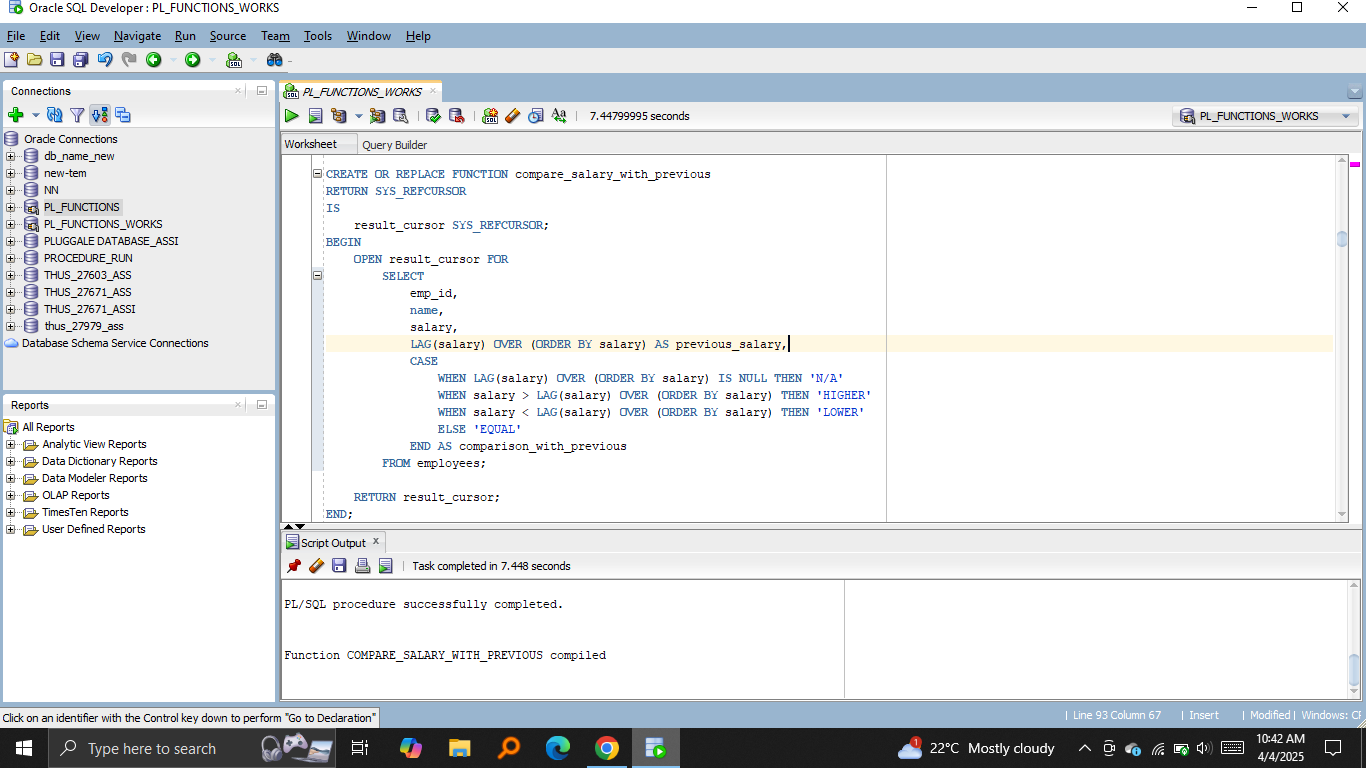 Oracle SQL Developer : PL_FUNCTIONS_WORKS
File Edit View Navigate Run Source Team Tools Window Help
Connections
Oracle Connections
db_name_new
new-tem
NN
PL_FUNCTIONS
PL_FUNCTIONS_WORKS
PLUGGALE DATABASE_ASSI
PROCEDURE_RUN
THUS_27603_ASS
THUS_27671_ASS
THUS_27671_ASSI
thus_27979_ass
Database Schema Service Connections
Reports
All Reports
Analytic View Reports
Data Dictionary Reports
Data Modeler Reports
OLAP Reports
TimesTen Reports
User Defined Reports
PL_FUNCTIONS_WORKS
7.44799995 seconds
PL_FUNCTIONS_WORKS
Worksheet Query Builder
CREATE OR REPLACE FUNCTION compare_salary_with_previous
RETURN SYS_REFCURSOR
IS
result_cursor SYS_REFCURSOR;
BEGIN
OPEN result_cursor FOR
SELECT
emp_id,
name,
salary,
LAG(salary) OVER (ORDER BY salary) AS previous_salary,
CASE
WHEN LAG(salary) OVER (ORDER BY salary) IS NULL THEN 'N/A'
WHEN salary > LAG(salary) OVER (ORDER BY salary) THEN 'HIGHER'
WHEN salary < LAG(salary) OVER (ORDER BY salary) THEN 'LOWER'
ELSE 'EQUAL'
END AS comparison_with_previous
FROM employees;
RETURN result_cursor;
END;
Script Output
Task completed in 7.448 seconds
PL/SQL procedure successfully completed.
Function COMPARE_SALARY_WITH_PREVIOUS compiled
Click on an identifier with the Control key down to perform "Go to Declaration"
Line 93 Column 67 Insert Modified Windows: CF
Type here to search
1
22°C Mostly cloudy
10:42 AM
4/4/2025